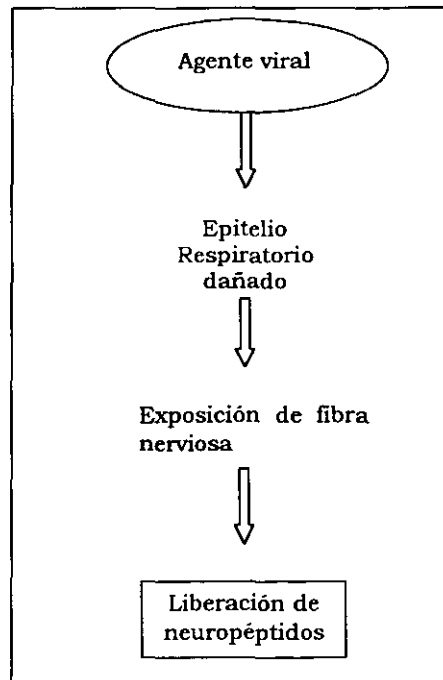 Agente viral
Epitelio
Respiratorio
dañado
Exposición de fibra
nerviosa
Liberación de
neuropéptidos